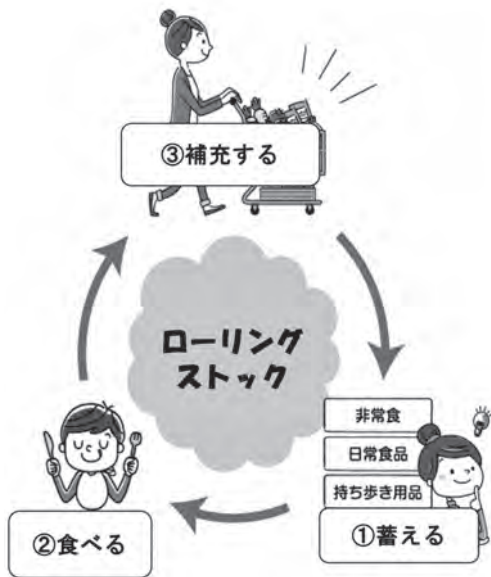 ③補充する
ローリング
ストック
非常食
日常食品
持ち歩き用品
①蓄える
②食べる